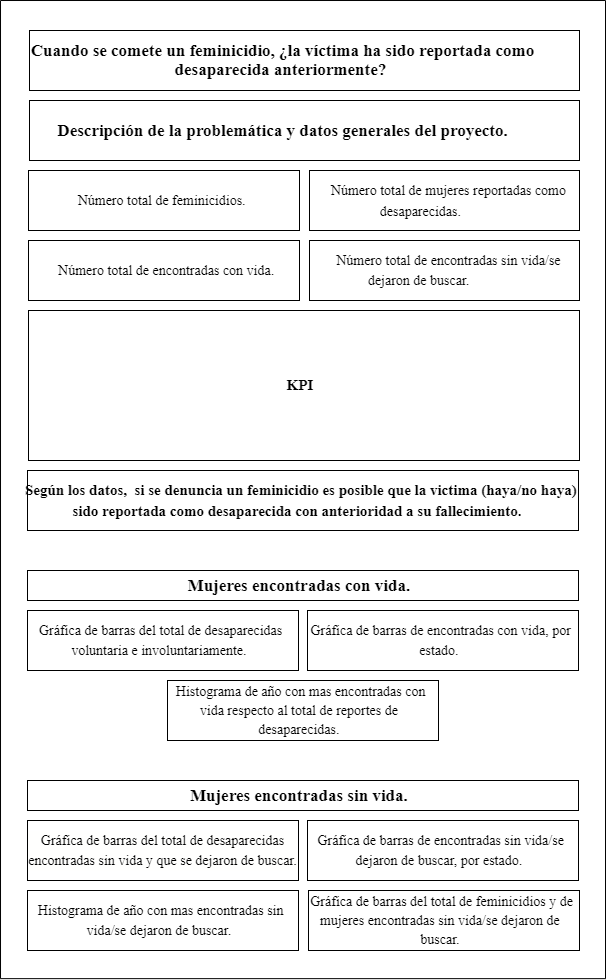 Cuando se comete un feminicidio, ¿la víctima ha sido reportada como
desaparecida anteriormente?
Descripción de la problemática y datos generales del proyecto.
Número total de feminicidios.
Número total de mujeres reportadas como
desaparecidas.
Número total de encontradas con vida.
Número total de encontradas sin vida/se
dejaron de buscar.
KPI
Según los datos, si se denuncia un feminicidio es posible que la victima (haya/no haya)
sido reportada como desaparecida con anterioridad a su fallecimiento.
Mujeres encontradas con vida.
Gráfica de barras del total de desaparecidas
voluntaria e involuntariamente.
Gráfica de barras de encontradas con vida, por
estado.
Histograma de año con mas encontradas con
vida respecto al total de reportes de
desaparecidas.
Mujeres encontradas sin vida.
Gráfica de barras del total de desaparecidas
encontradas sin vida y que se dejaron de buscar.
Gráfica de barras de encontradas sin vida/se
dejaron de buscar, por estado.
Histograma de año con mas encontradas sin
vida/se dejaron de buscar.
Gráfica de barras del total de feminicidios y de
mujeres encontradas sin vida/se dejaron de
buscar.